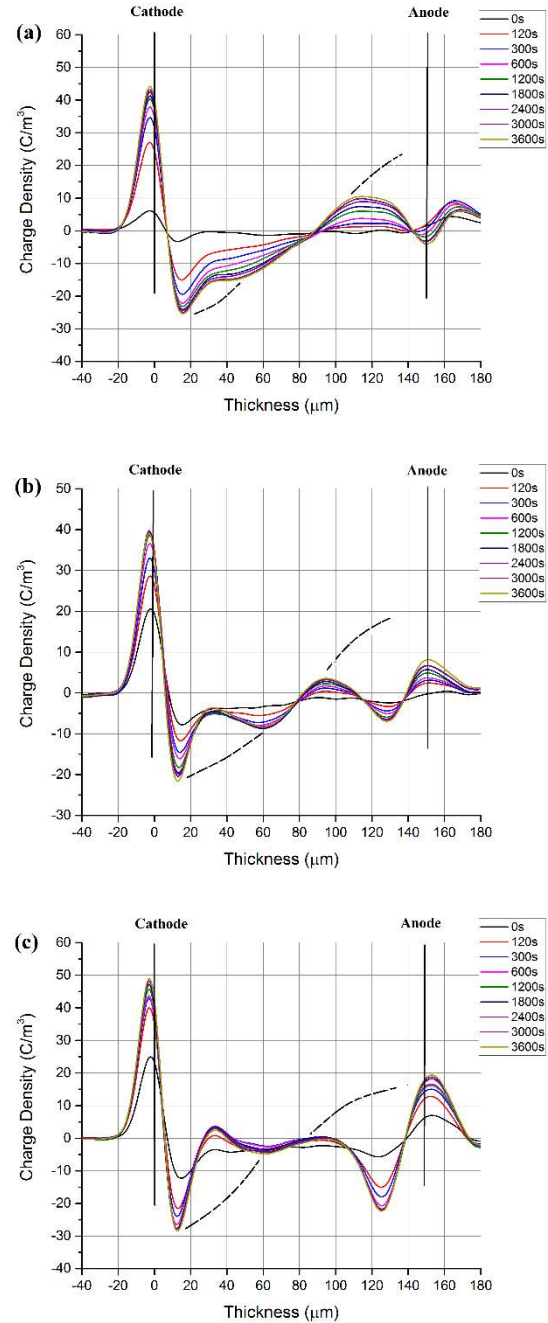 Cathode Anode
(a)
60
50
40
30
20
10
0
-10
-20
-30
-40
Charge Density (C/m³)
-40 -20 0 20 40 60 80 100 120 140 160 180
Thickness (μm)
0s
120s
300s
600s
1200s
1800s
2400s
3000s
3600s
Cathode Anode
(b)
50
40
30
20
10
0
-10
-20
-30
Charge Density (C/m³)
-40 -20 0 20 40 60 80 100 120 140 160 180
Thickness (μm)
0s
120s
300s
600s
1200s
1800s
2400s
3000s
3600s
Cathode Anode
(c)
60
50
40
30
20
10
0
-10
-20
-30
-40
Charge Density (C/m³)
-40 -20 0 20 40 60 80 100 120 140 160 180
Thickness (μm)
0s
120s
300s
600s
1200s
1800s
2400s
3000s
3600s